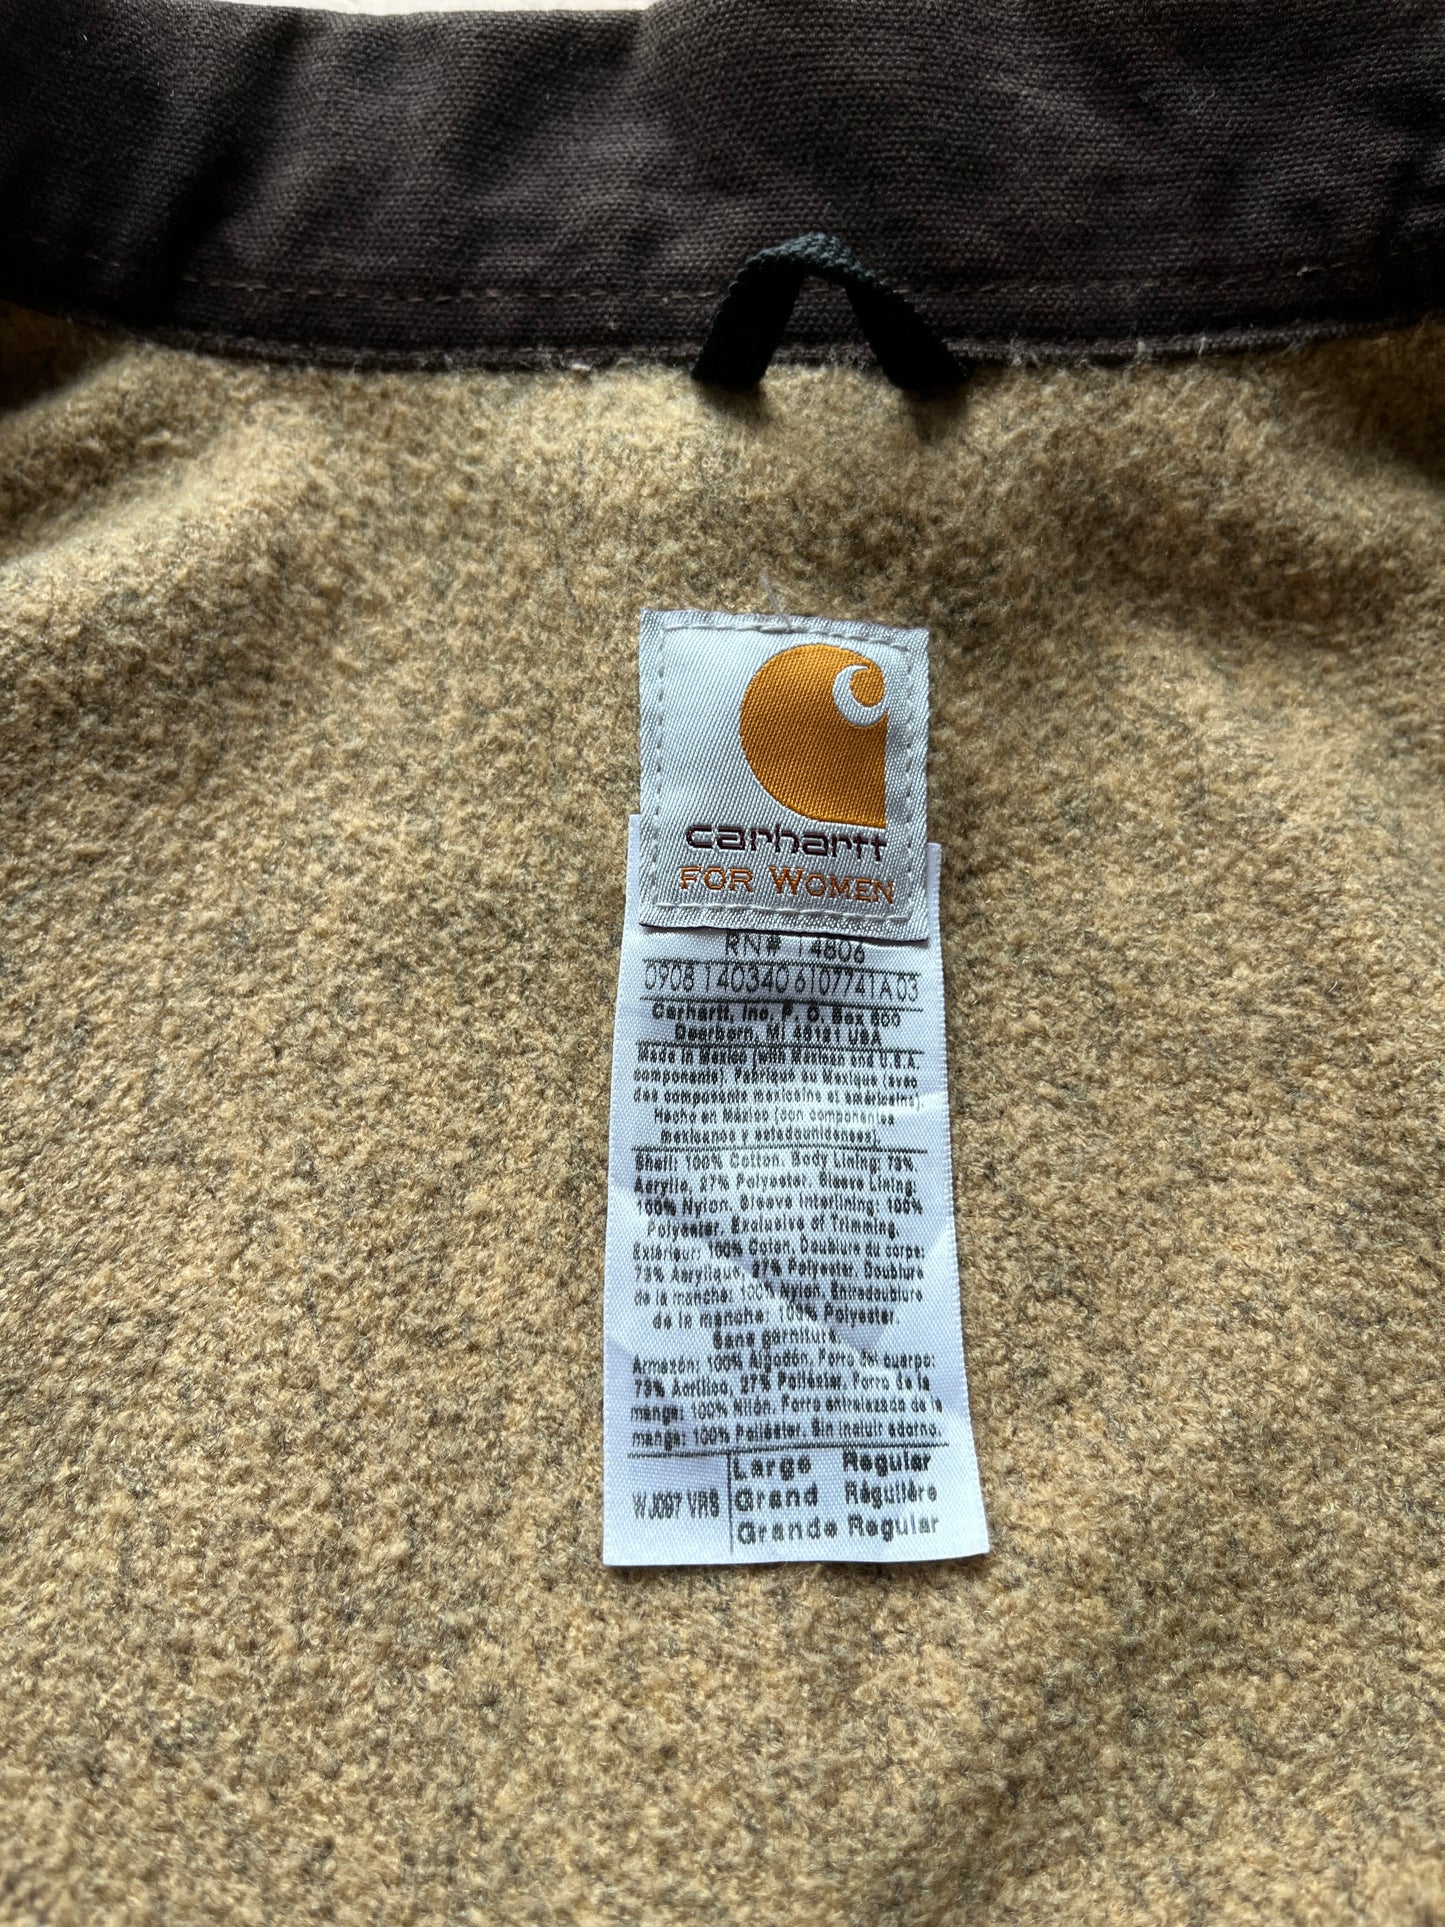 carhartt
FOR WOMEN
RN# 14806
0908 140340 6107741A 03
Carhartt, Inc. P. O. Box 600
Dearborn, MI 48121 USA
Made in Mexico (with Mexican and U.S.A.
components). Fabriqué au Mexique (avec
des composants mexicains et américains).
Hecho en México (con componentes
mexicanos y estadounidenses).
Shell: 100% Cotton. Body Lining: 73%
Acrylic, 27% Polyester. Sleeve Lining:
100% Nylon. Sleeve Interlining: 100%
Polyester. Exclusive of Trimming.
Extérieur: 100% Coton. Doublure du corps:
73% Acrylique, 27% Polyester. Doublure
de la manche: 100% Nylon. Entredoublure
de la manche: 100% Polyester.
Sans garniture.
Armazón: 100% Algodón. Forro del cuerpo:
73% Acrílico, 27% Poliéster. Forro de la
manga: 100% Nilón. Forro entrelazado de la
manga: 100% Poliéster. Sin incluir adorno.
WJ097 VRS
Large Regular
Grand Régulière
Grande Regular